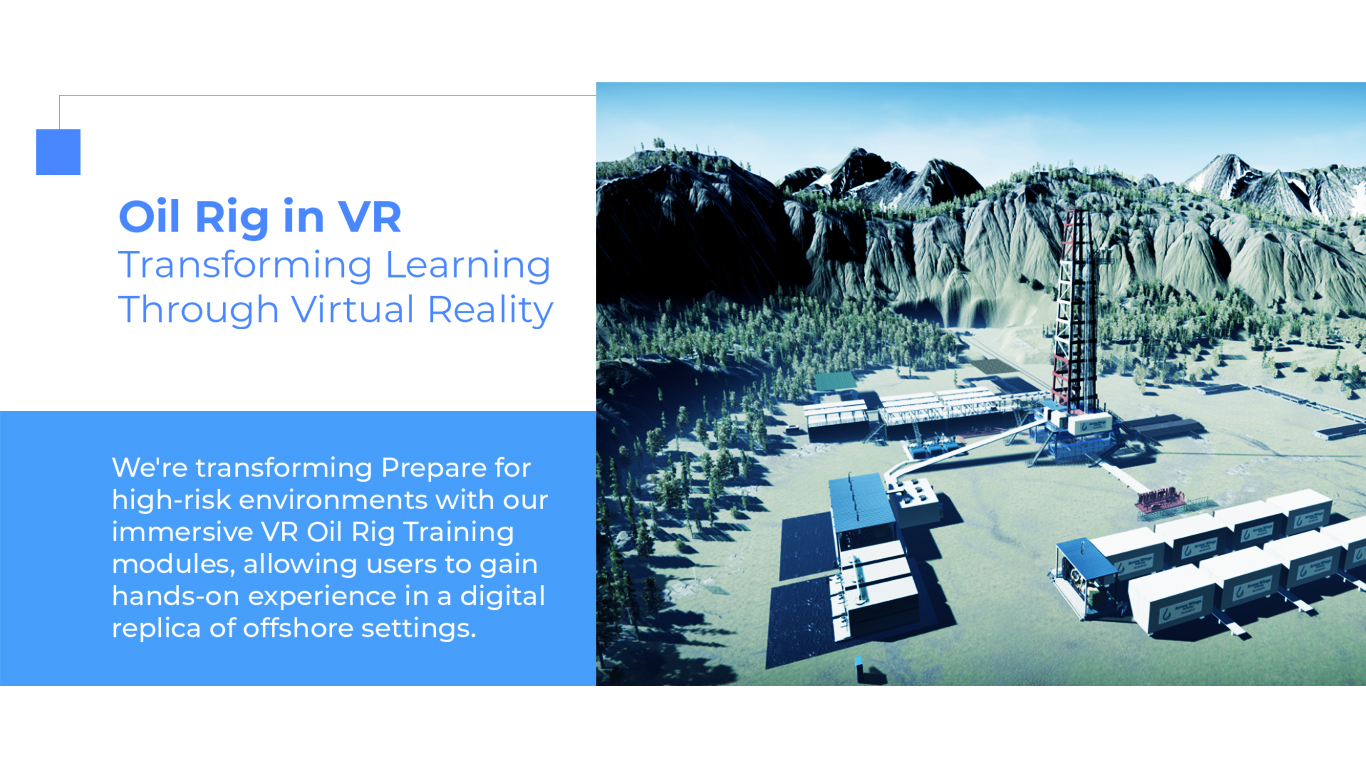 Oil Rig in VR
Transforming Learning
Through Virtual Reality
We're transforming Prepare for
high-risk environments with our
immersive VR Oil Rig Training
modules, allowing users to gain
hands-on experience in a digital
replica of offshore settings.